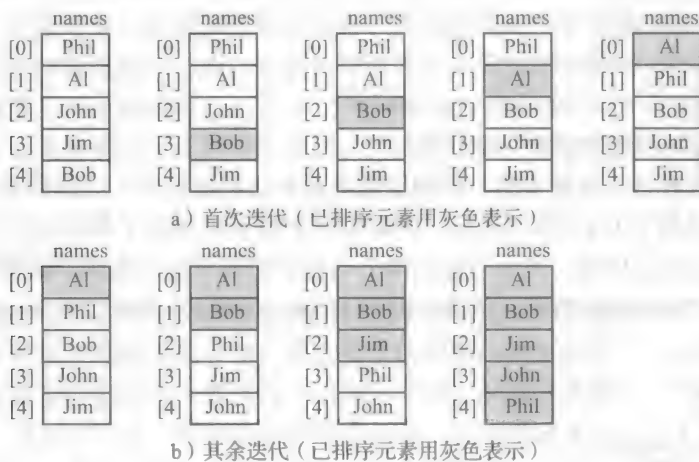 names names names names names
[0] Phil [0] Phil [0] Phil [0] Phil [0] Al
[1] Al [1] Al [1] Al [1] Al [1] Phil
[2] John [2] John [2] Bob [2] Bob [2] Bob
[3] Jim [3] Bob [3] John [3] John [3] John
[4] Bob [4] Jim [4] Jim [4] Jim [4] Jim
a）首次迭代（已排序元素用灰色表示）
names names names names
[0] Al [0] Al [0] Al [0] Al
[1] Phil [1] Bob [1] Bob [1] Bob
[2] Bob [2] Phil [2] Jim [2] Jim
[3] John [3] Jim [3] Phil [3] John
[4] Jim [4] John [4] John [4] Phil
b）其余迭代（已排序元素用灰色表示）